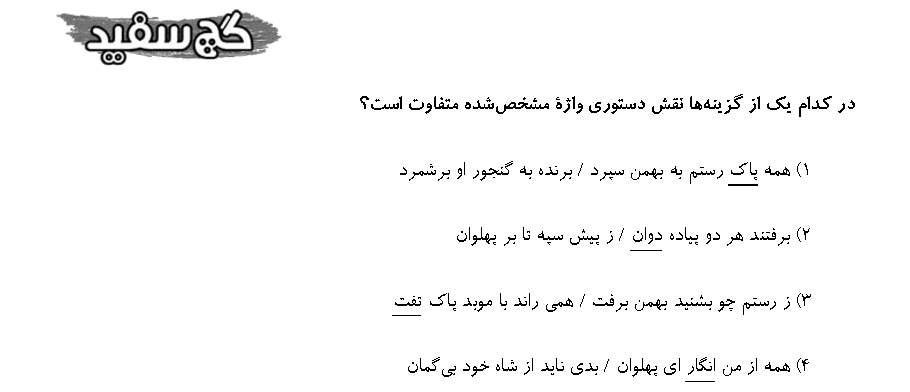 گچ سفید
در کدام یک از گزینه‌ها نقش دستوری واژهٔ مشخص‌شده متفاوت است؟
۱) همه پاک رستم به بهمن سپرد / برنده به گنجور او برشمرد
۲) برفتند هر دو پیاده دوان / ز پیش سپه تا بر پهلوان
۳) ز رستم چو بشنید بهمن برفت / همی راند با موبد پاک تفت
۴) همه از من انگار ای پهلوان / بدی ناید از شاه خود بی‌گمان